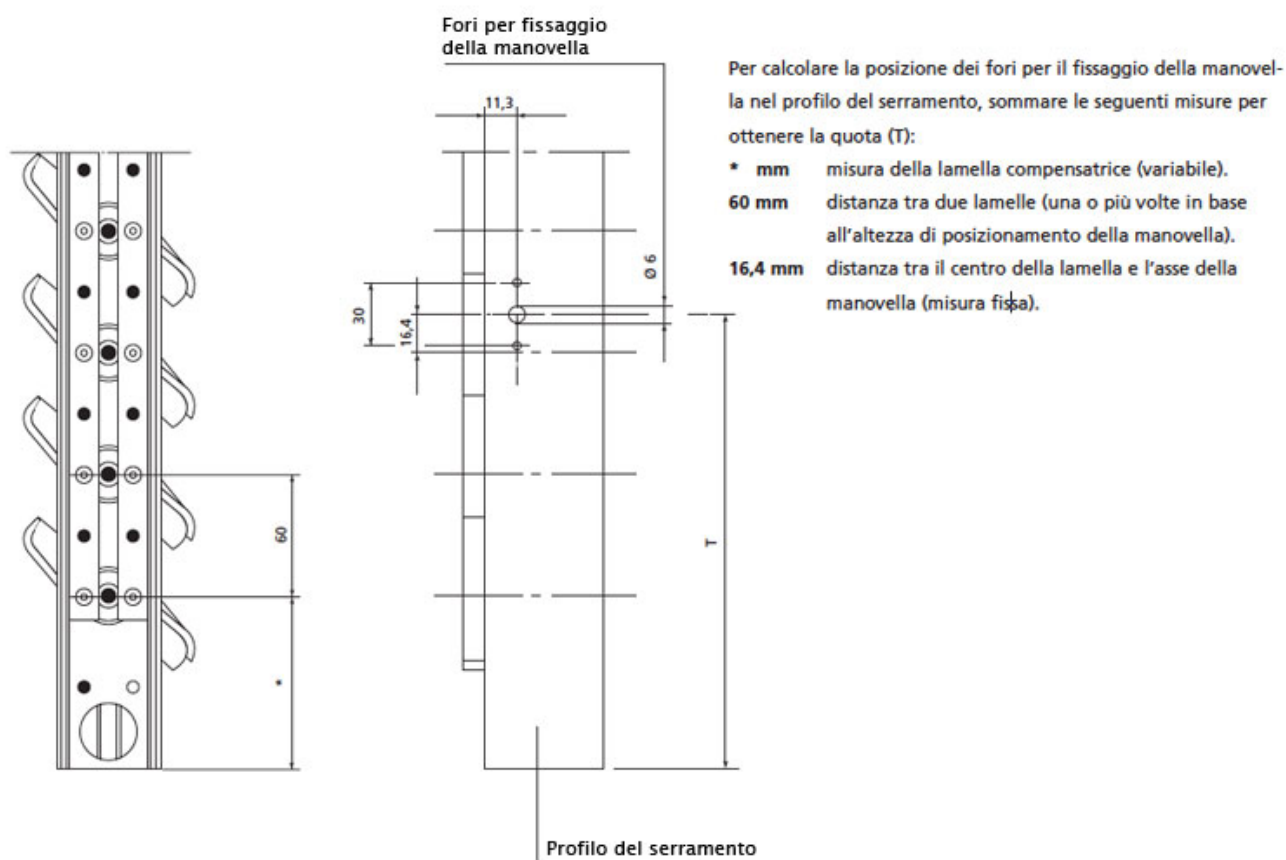 Fori per fissaggio
della manovella
Per calcolare la posizione dei fori per il fissaggio della manovel-
la nel profilo del serramento, sommare le seguenti misure per
ottenere la quota (T):
* mm misura della lamella compensatrice (variabile).
60 mm distanza tra due lamelle (una o più volte in base
all'altezza di posizionamento della manovella).
16,4 mm distanza tra il centro della lamella e l'asse della
manovella (misura fissa).
11,3
Ø 6
30
16,4
60
T
*
Profilo del serramento